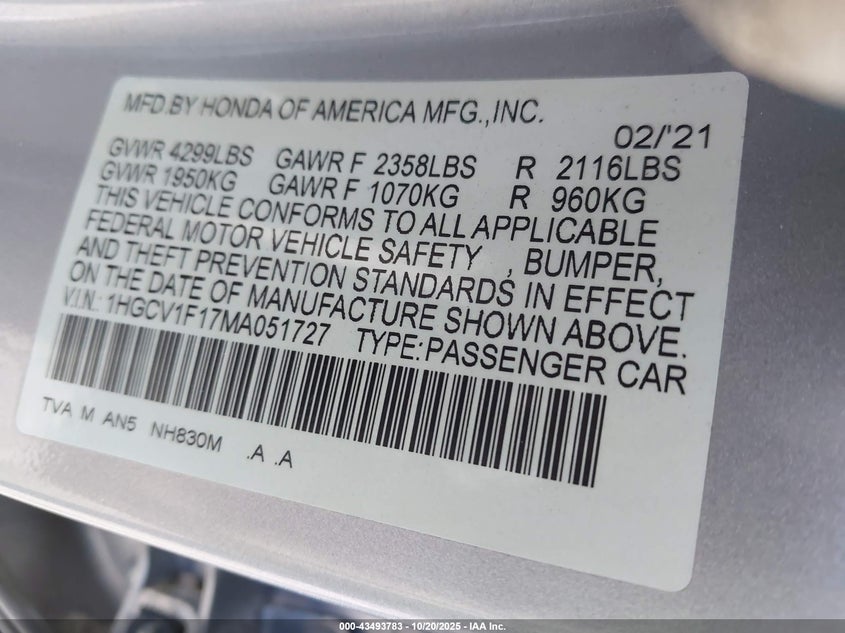 MFD.BY HONDA OF AMERICA MFG.,INC.
02/'21
GVWR 4299LBS GAWR F 2358LBS R 2116LBS
GVWR 1950KG GAWR F 1070KG R 960KG
THIS VEHICLE CONFORMS TO ALL APPLICABLE
FEDERAL MOTOR VEHICLE SAFETY , BUMPER,
AND THEFT PREVENTION STANDARDS IN EFFECT
ON THE DATE OF MANUFACTURE SHOWN ABOVE.
V.I.N.: 1HGCV1F17MA051727 TYPE:PASSENGER CAR
TVA M AN5 NH830M .A .A
000-43493783 - 10/20/2025 - IAA Inc.